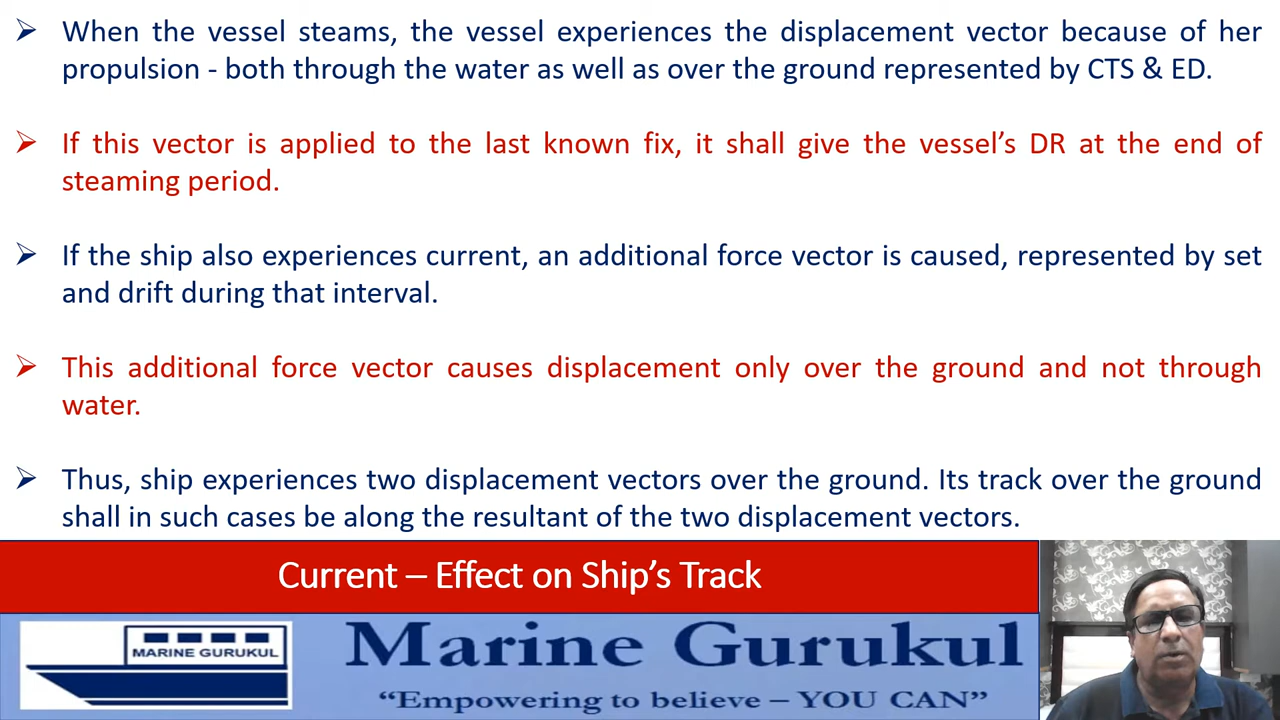 ➢ When the vessel steams, the vessel experiences the displacement vector because of her
propulsion - both through the water as well as over the ground represented by CTS & ED.
➢ If this vector is applied to the last known fix, it shall give the vessel’s DR at the end of
steaming period.
➢ If the ship also experiences current, an additional force vector is caused, represented by set
and drift during that interval.
➢ This additional force vector causes displacement only over the ground and not through
water.
➢ Thus, ship experiences two displacement vectors over the ground. Its track over the ground
shall in such cases be along the resultant of the two displacement vectors.
Current – Effect on Ship’s Track
MARINE GURUKUL
Marine Gurukul
“Empowering to believe – YOU CAN”